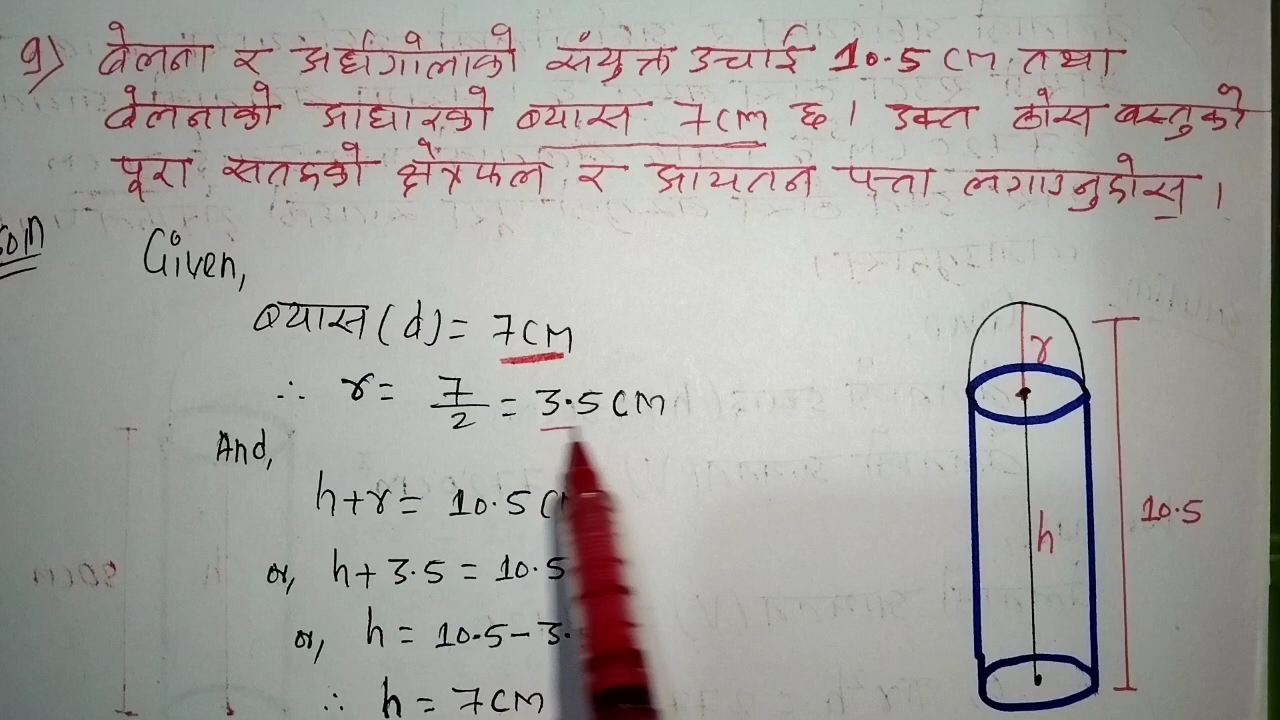 9) बेलना र अर्धगोलाको संयुक्त उचाई 10.5 CM तथा
बेलनाको आधारको ब्यास 7CM छ। उक्त ठोस बस्तुको
पूरा सतहको क्षेत्रफल र आयतन पत्ता लगाउनुहोस्।
Given,
ब्यास (d) = 7CM
∴ r = 7/2 = 3.5 CM
And,
h+r = 10.5
or, h + 3.5 = 10.5
or, h = 10.5 - 3.
∴ h = 7CM
r
h
10.5